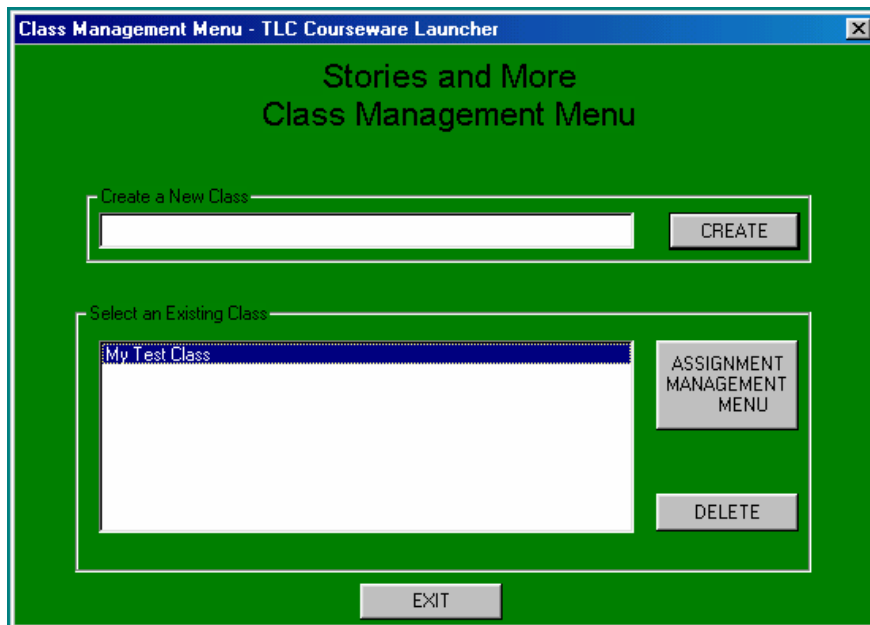 Class Management Menu - TLC Courseware Launcher
Stories and More
Class Management Menu
Create a New Class
CREATE
Select an Existing Class
My Test Class
ASSIGNMENT
MANAGEMENT
MENU
DELETE
EXIT